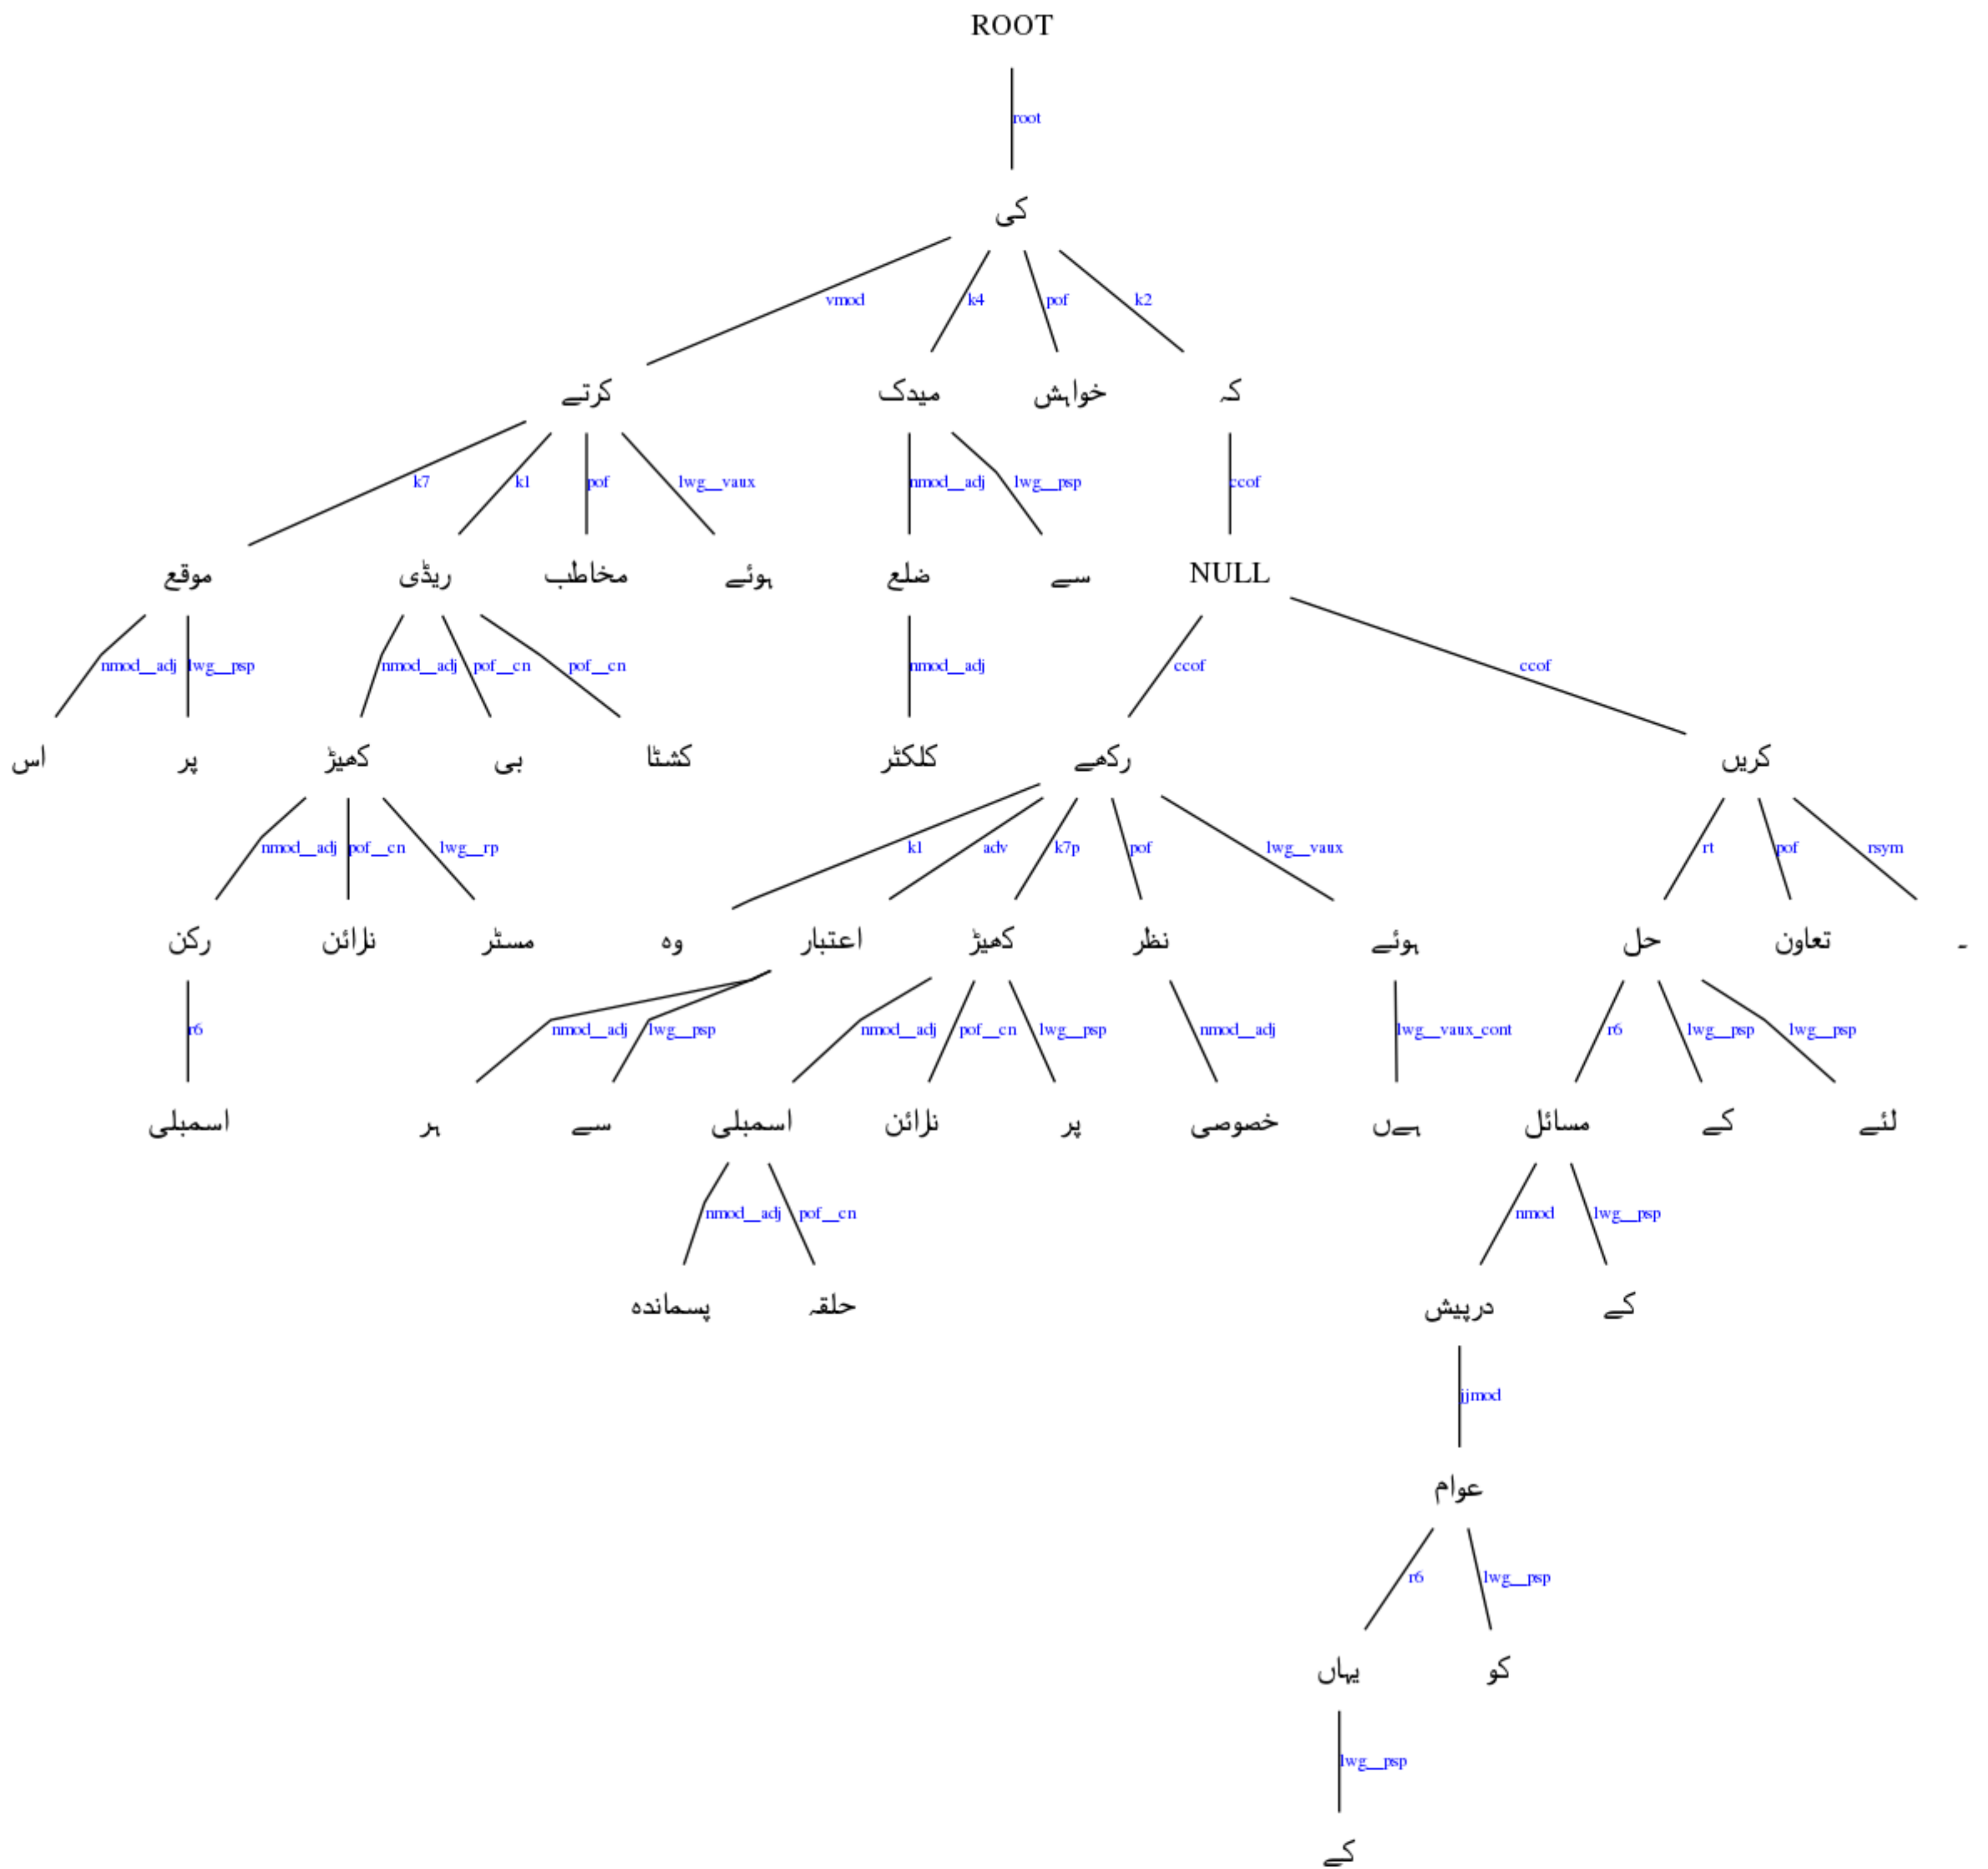 ROOT
root
کی
vmod k4 pof k2
کرتے میدک خواہش کہ
k7 k1 pof lwg__vaux nmod__adj lwg__psp ccof
موقع ریڈی مخاطب ہوئے ضلع سے NULL
nmod__adj lwg__psp nmod__adj pof__cn pof__cn nmod__adj ccof ccof
اس پر کھیڑ بی کشٹا کلکٹر رکھے کریں
nmod__adj pof__cn lwg__rp k1 adv k7p pof lwg__vaux rt pof rsym
رکن نرائن مسٹر وہ اعتبار کھیڑ نظر ہوئے حل تعاون ۔
r6 nmod__adj lwg__psp nmod__adj pof__cn lwg__psp nmod__adj lwg__vaux_cont r6 lwg__psp lwg__psp
اسمبلی ہر سے اسمبلی نرائن پر خصوصی ہےں مسائل کے لئے
nmod__adj pof__cn nmod lwg__psp
پسماندہ حلقہ درپیش کے
jjmod
عوام
r6 lwg__psp
یہاں کو
lwg__psp
کے